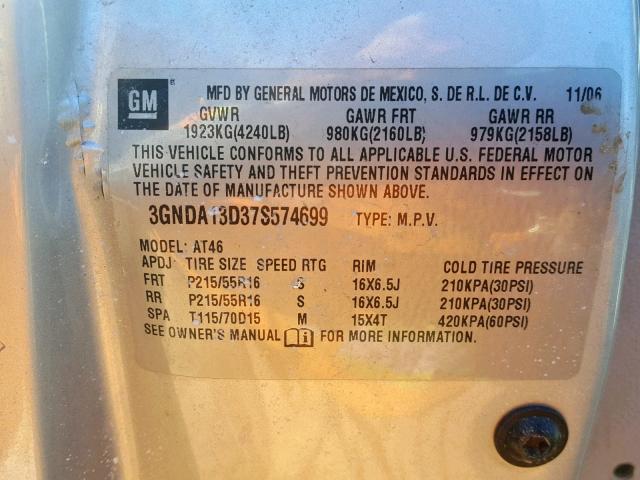 GM ®
MFD BY GENERAL MOTORS DE MEXICO, S. DE R.L. DE C.V. 11/06
GVWR GAWR FRT GAWR RR
1923KG(4240LB) 980KG(2160LB) 979KG(2158LB)
THIS VEHICLE CONFORMS TO ALL APPLICABLE U.S. FEDERAL MOTOR
VEHICLE SAFETY AND THEFT PREVENTION STANDARDS IN EFFECT ON
THE DATE OF MANUFACTURE SHOWN ABOVE.
3GNDA13D37S574699 TYPE: M.P.V.
MODEL: AT46
APDJ: TIRE SIZE SPEED RTG RIM COLD TIRE PRESSURE
FRT P215/55R16 S 16X6.5J 210KPA(30PSI)
RR P215/55R16 S 16X6.5J 210KPA(30PSI)
SPA T115/70D15 M 15X4T 420KPA(60PSI)
SEE OWNER'S MANUAL FOR MORE INFORMATION.